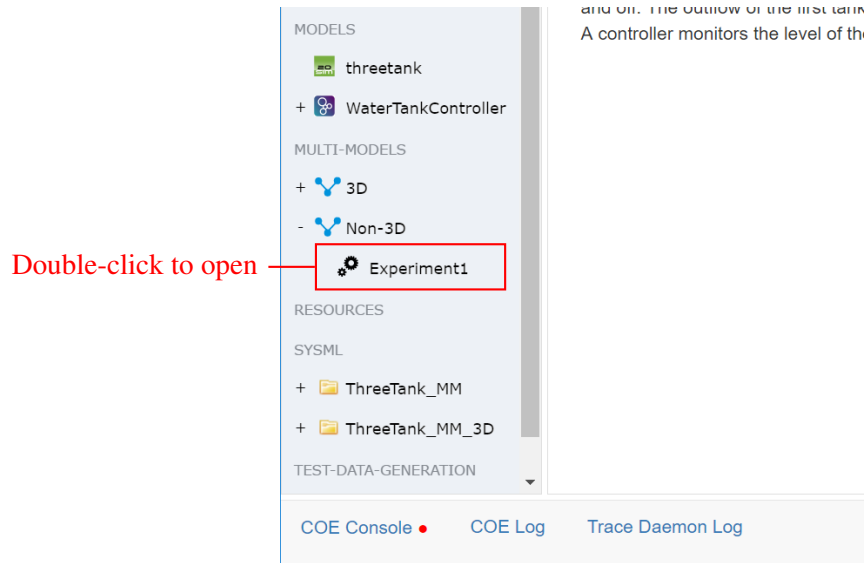 and off. The outflow of the first tank
A controller monitors the level of the
MODELS
threetank
+ WaterTankController
MULTI-MODELS
+ 3D
- Non-3D
Double-click to open
Experiment1
RESOURCES
SYSML
+ ThreeTank_MM
+ ThreeTank_MM_3D
TEST-DATA-GENERATION
COE Console COE Log Trace Daemon Log